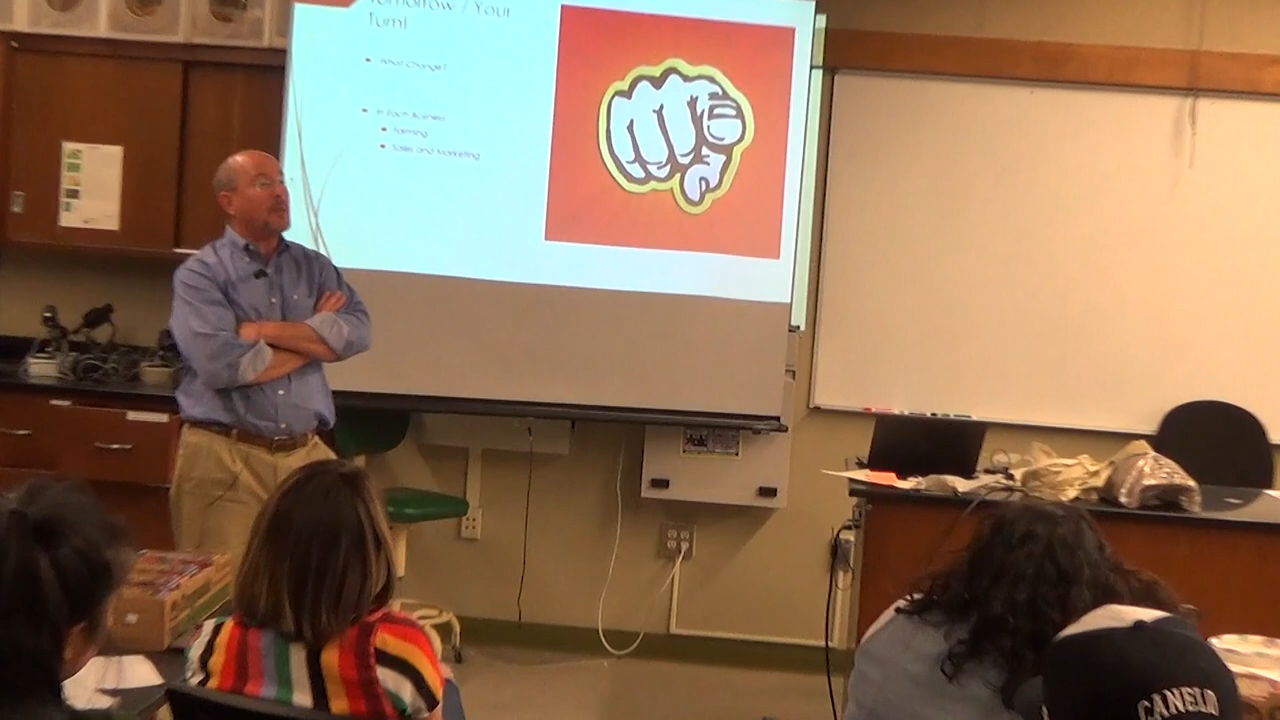 Tomorrow / Your
Turn!
What Change?
In Each Business
Farming
Sales and Marketing
CANELO